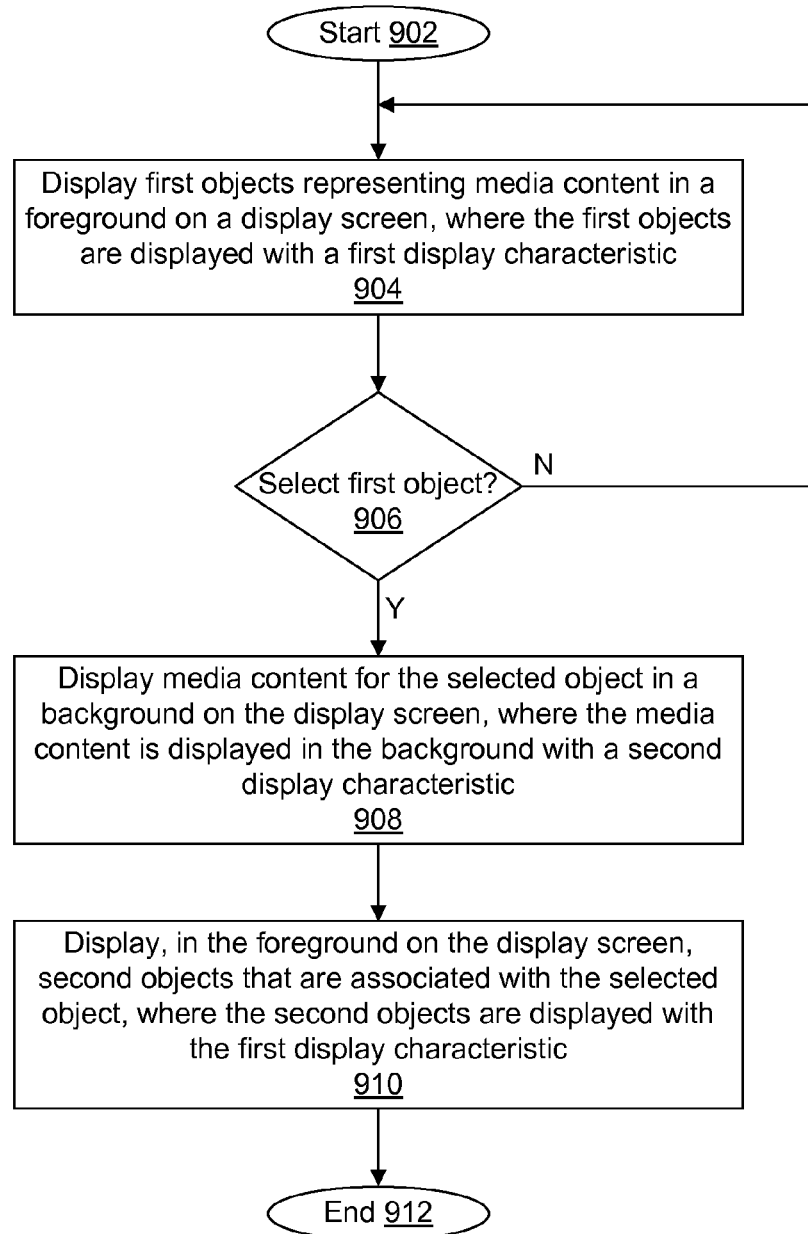 Start 902
Display first objects representing media content in a
foreground on a display screen, where the first objects
are displayed with a first display characteristic
904
Select first object?
906
N
Y
Display media content for the selected object in a
background on the display screen, where the media
content is displayed in the background with a second
display characteristic
908
Display, in the foreground on the display screen,
second objects that are associated with the selected
object, where the second objects are displayed with
the first display characteristic
910
End 912